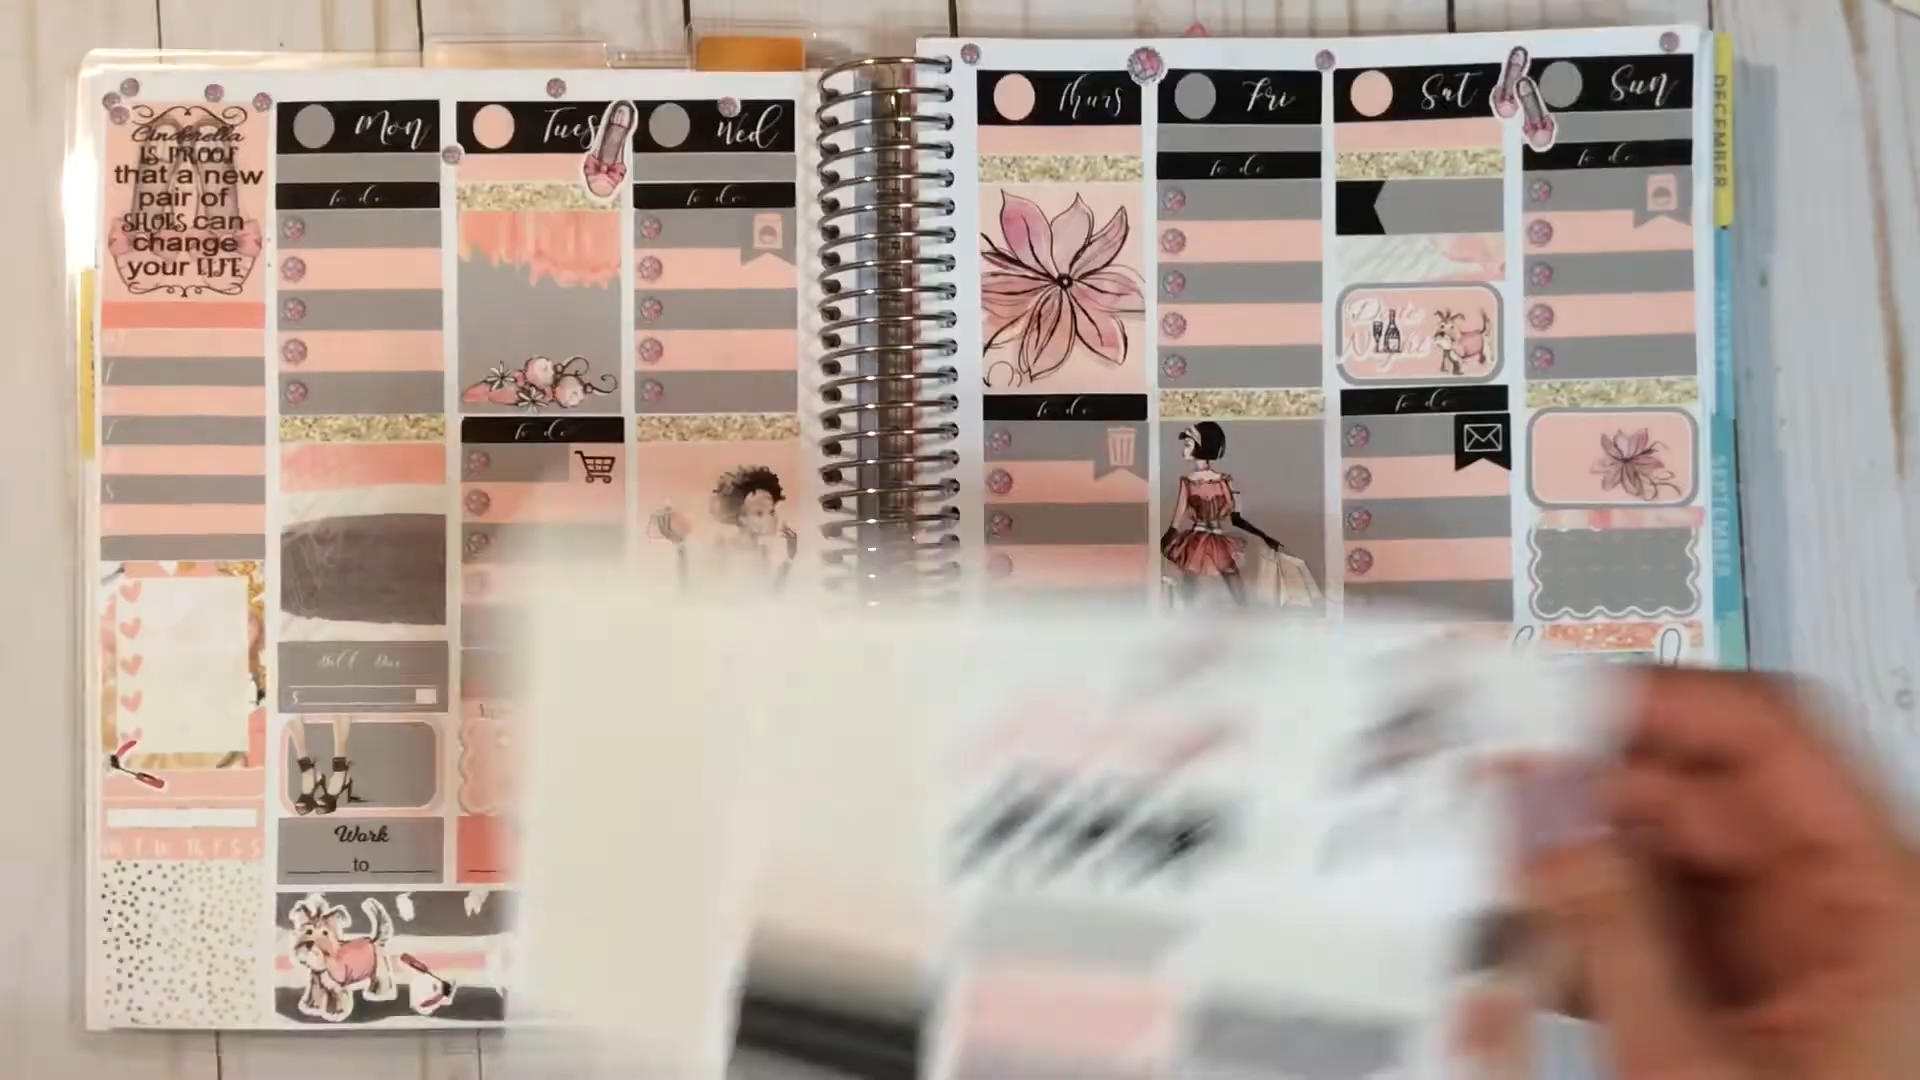 Cinderella
IS PROOF
that a new
pair of
SHOES can
change
your LIFE
Mon
Tues
Wed
Thurs
Fri
Sat
Sun
to do
to do
to do
to do
to do
to do
to do
Date
Night
Bill Due
$
Work
to
DECEMBER
SEPTEMBER